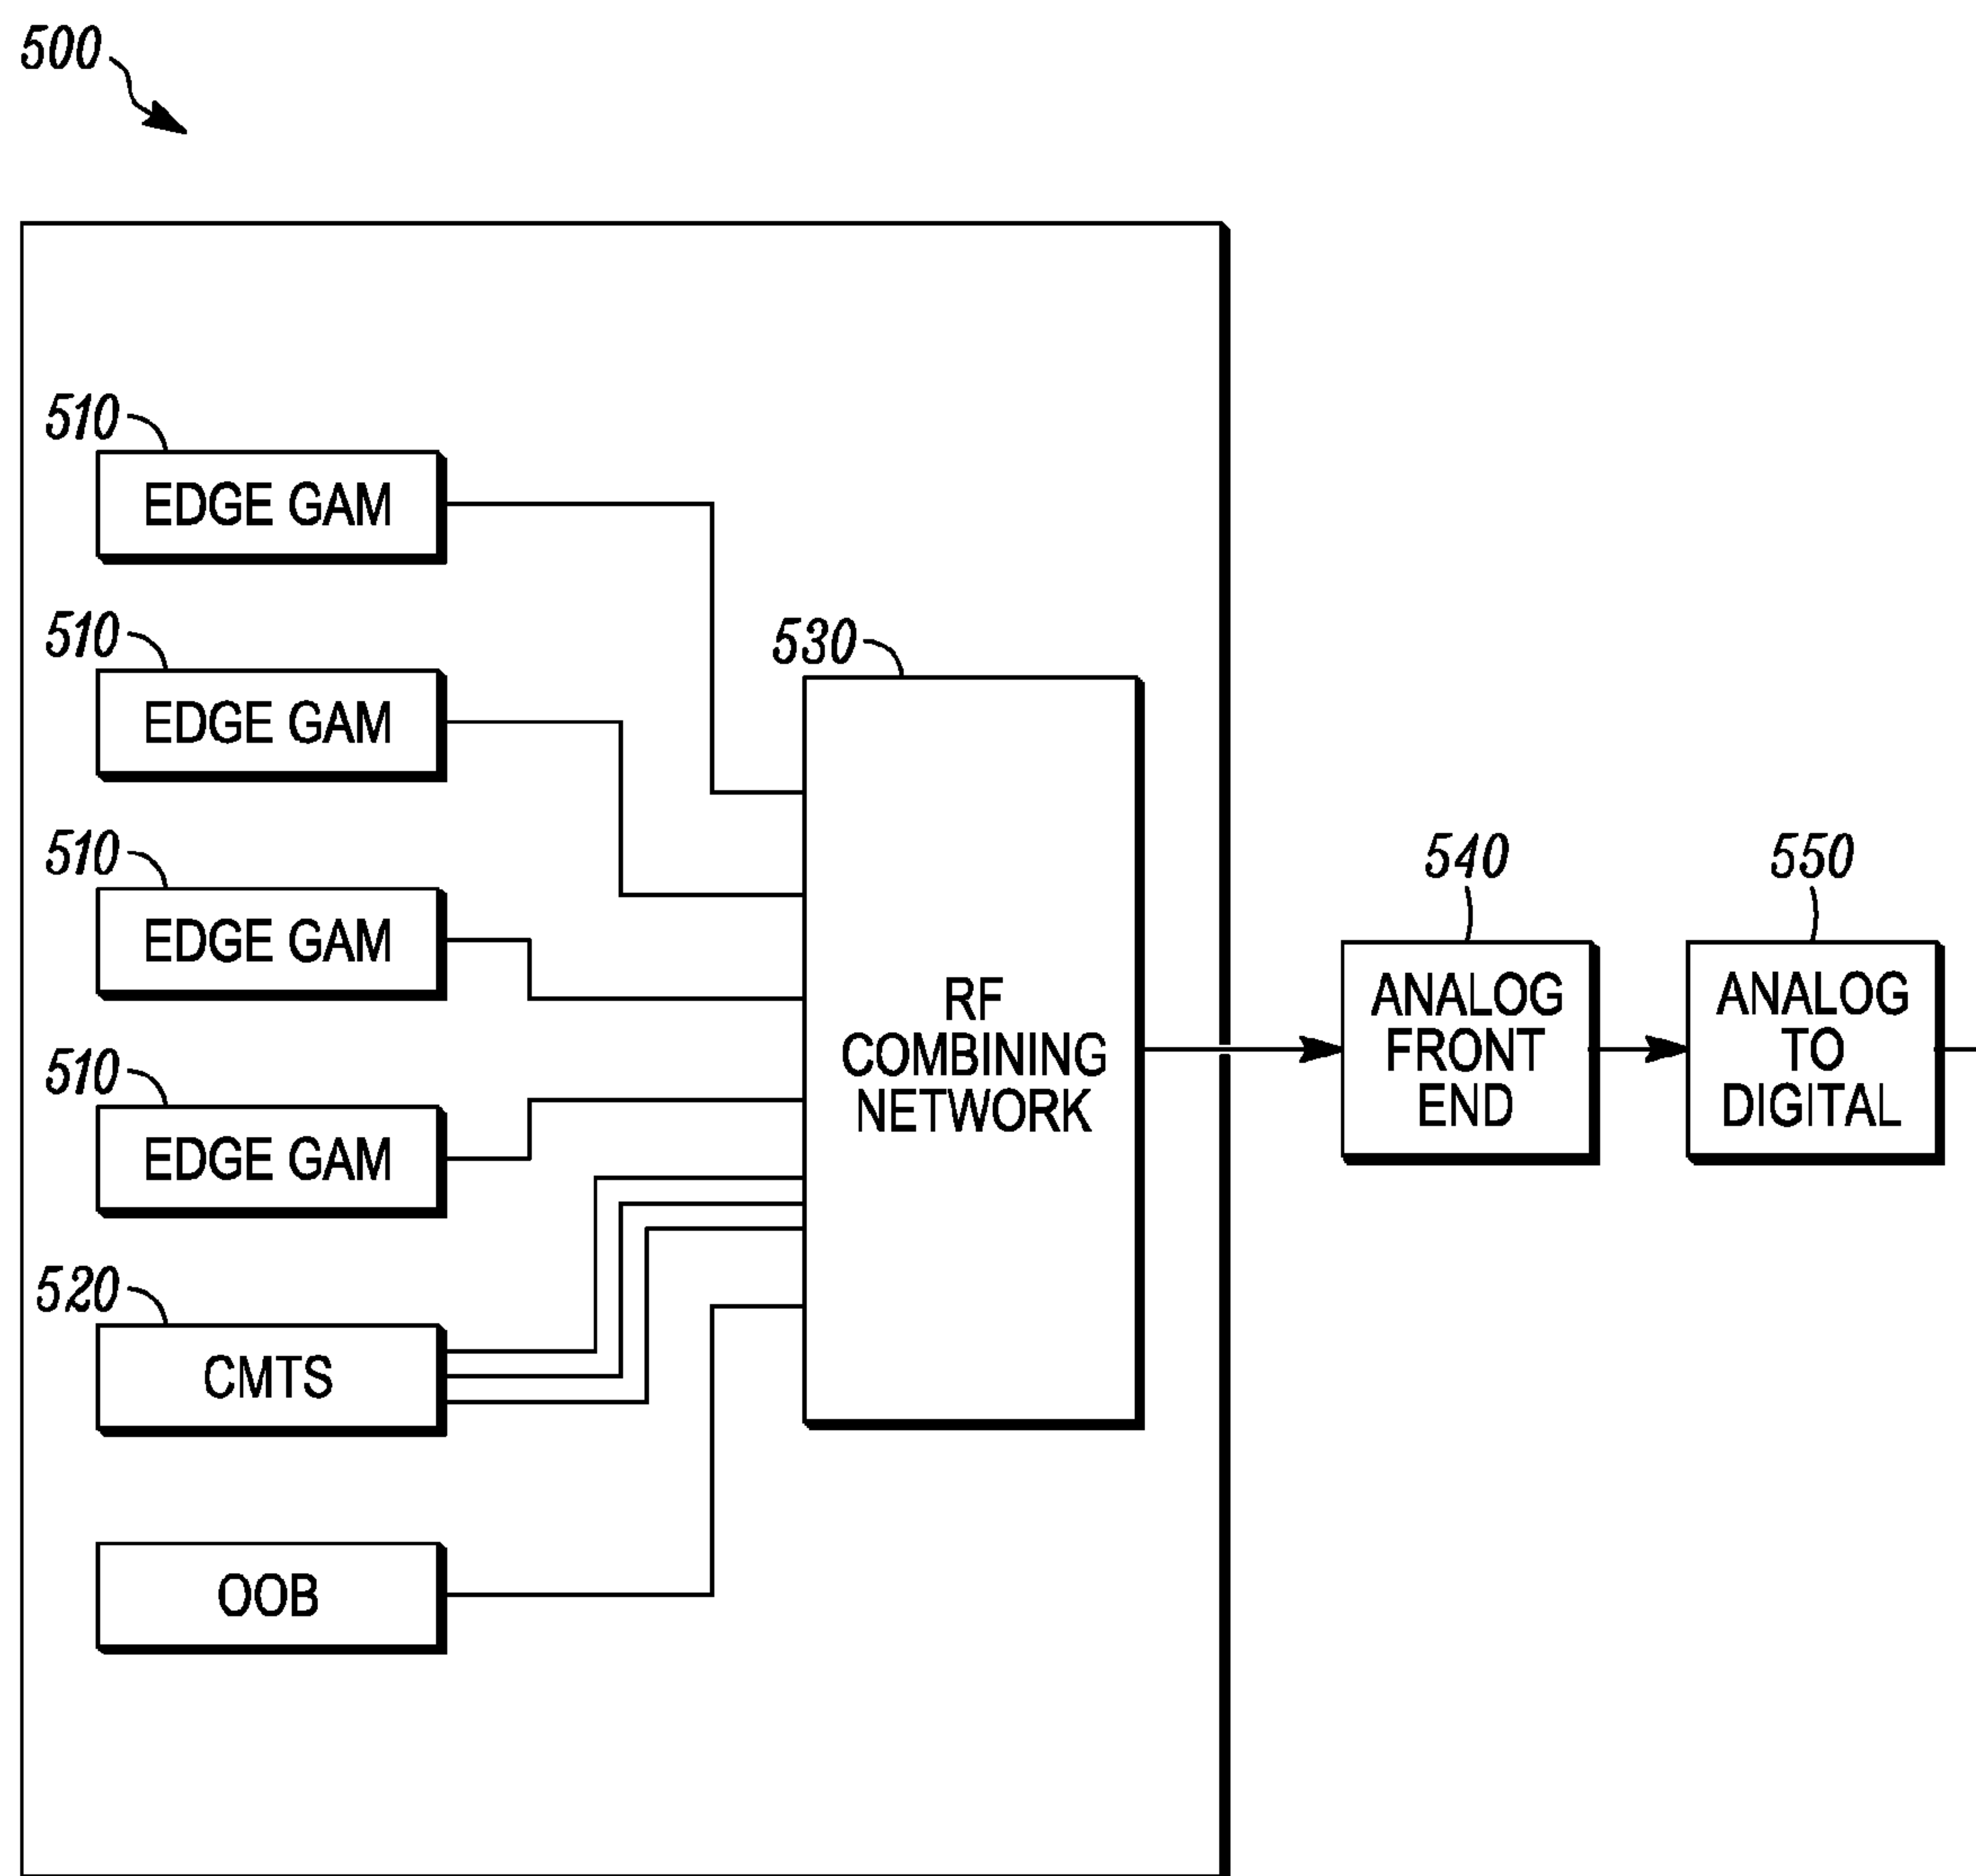 500
510
EDGE GAM
510
EDGE GAM
530
510
EDGE GAM
540
550
RF
COMBINING
NETWORK
ANALOG
FRONT
END
ANALOG
TO
DIGITAL
510
EDGE GAM
520
CMTS
OOB